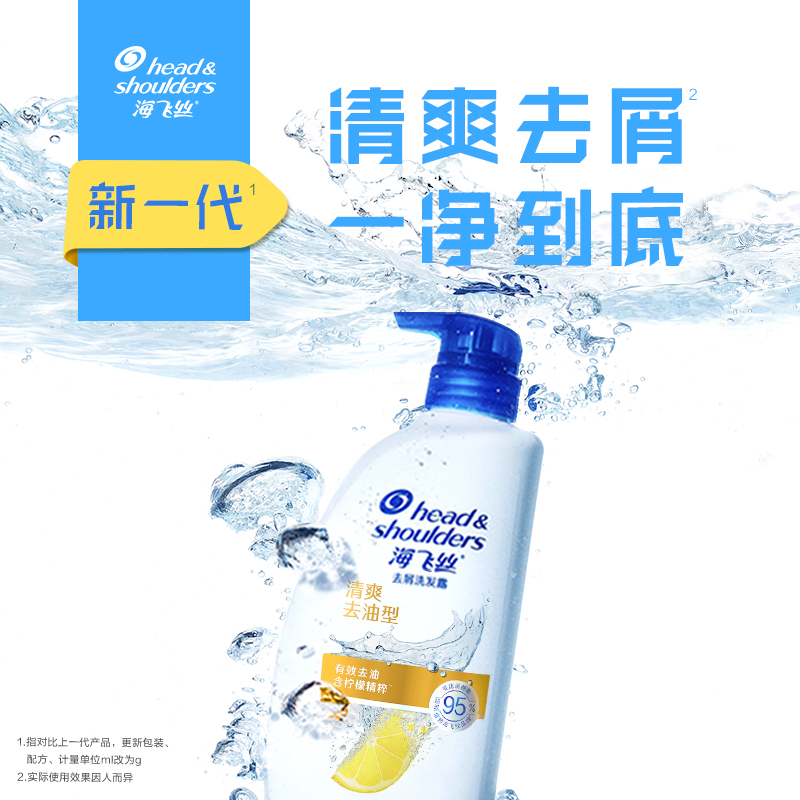 head &
shoulders
海飞丝®
新一代¹
清爽去屑²
一净到底
head &
shoulders
海飞丝®
去屑洗发露
清爽
去油型
有效去油
含柠檬精粹
95%
1.指对比上一代产品，更新包装、
配方、计量单位ml改为g
2.实际使用效果因人而异